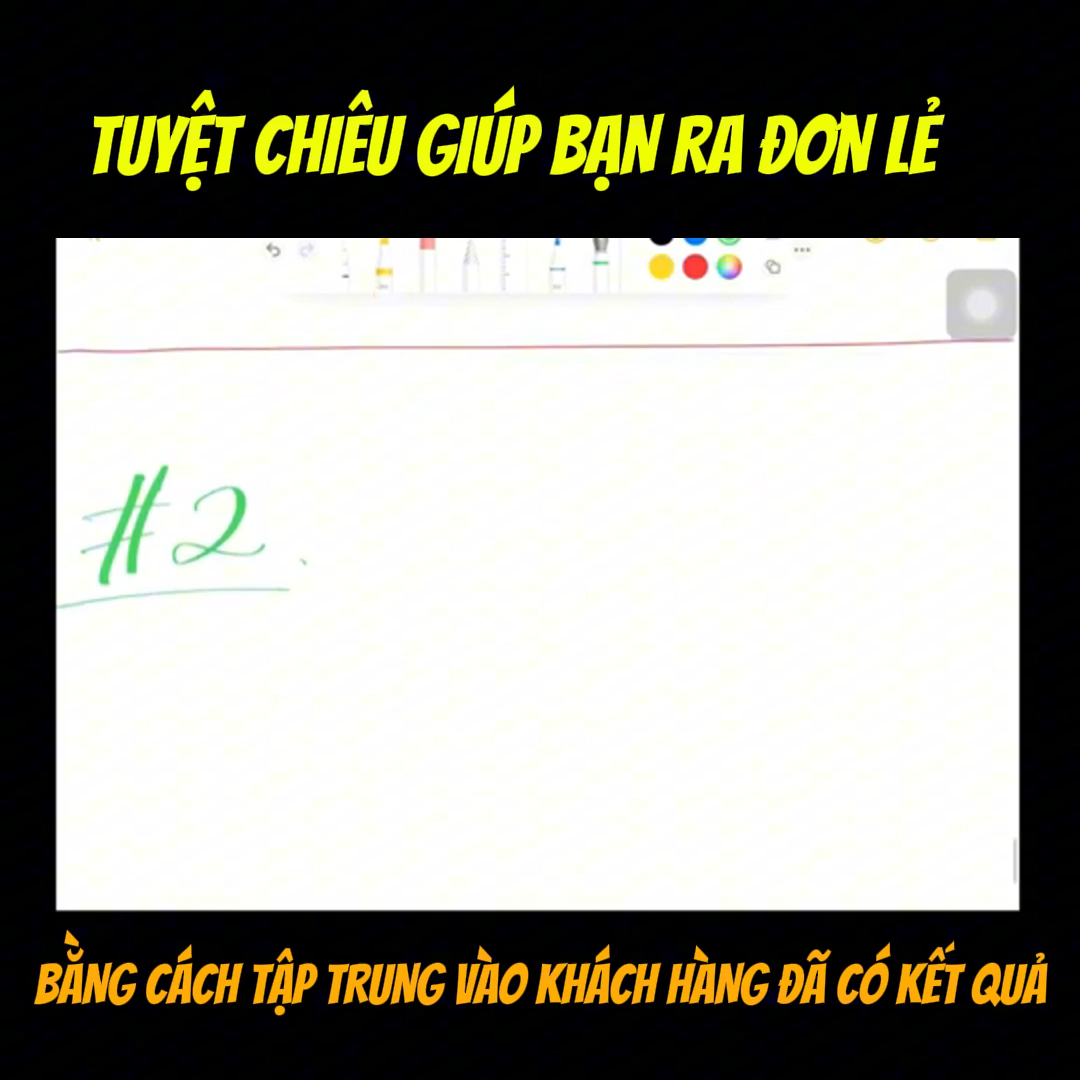 TUYỆT CHIÊU GIÚP BẠN RA ĐƠN LẺ
#2
BẰNG CÁCH TẬP TRUNG VÀO KHÁCH HÀNG ĐÃ CÓ KẾT QUẢ